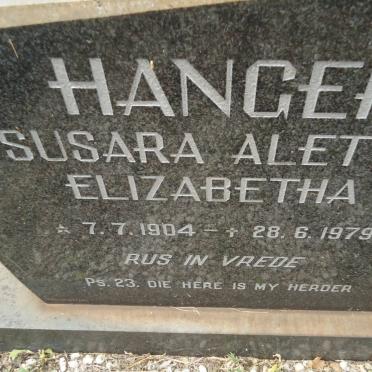 HANGE
SUSARA ALET
ELIZABETHA
* 7. 7. 1904 - † 28. 6. 1979
RUS IN VREDE
PS. 23. DIE HERE IS MY HERDER